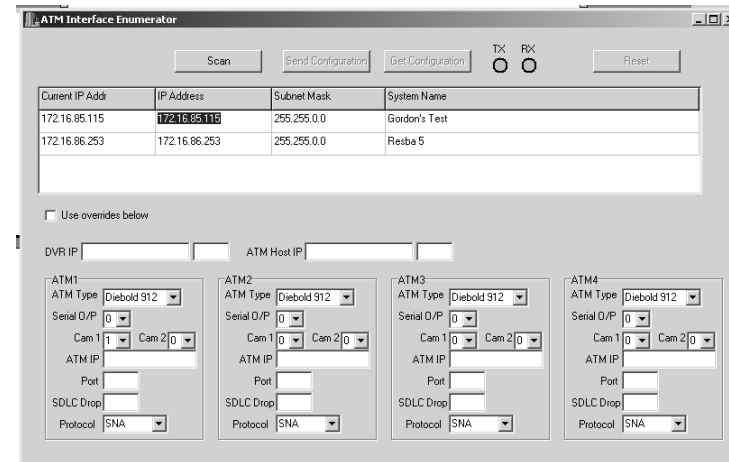 ATM Interface Enumerator
Scan Send Configuration Get Configuration TX RX Reset
Current IP Addr IP Address Subnet Mask System Name
172.16.85.115 172.16.85.115 255.255.0.0 Gordon's Test
172.16.86.253 172.16.86.253 255.255.0.0 Resba 5
Use overrides below
DVR IP ATM Host IP
ATM1 ATM2 ATM3 ATM4
ATM Type Diebold 912 ATM Type Diebold 912 ATM Type Diebold 912 ATM Type Diebold 912
Serial O/P 0 Serial O/P 0 Serial O/P 0 Serial O/P 0
Cam 1 1 Cam 2 0 Cam 1 0 Cam 2 0 Cam 1 0 Cam 2 0 Cam 1 0 Cam 2 0
ATM IP ATM IP ATM IP ATM IP
Port Port Port Port
SDLC Drop SDLC Drop SDLC Drop SDLC Drop
Protocol SNA Protocol SNA Protocol SNA Protocol SNA